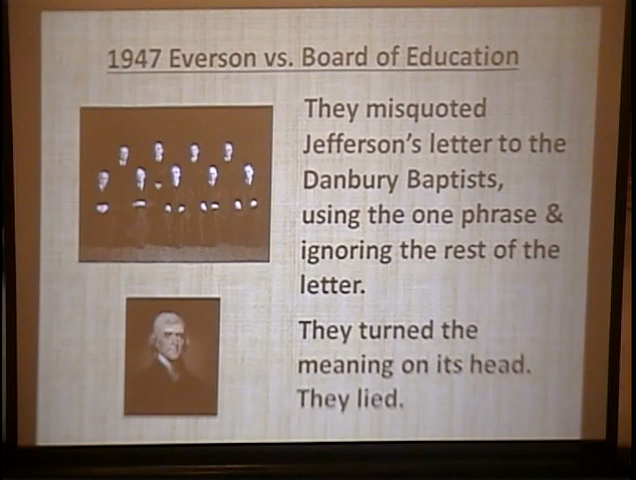 1947 Everson vs. Board of Education
They misquoted
Jefferson's letter to the
Danbury Baptists,
using the one phrase &
ignoring the rest of the
letter.
They turned the
meaning on its head.
They lied.